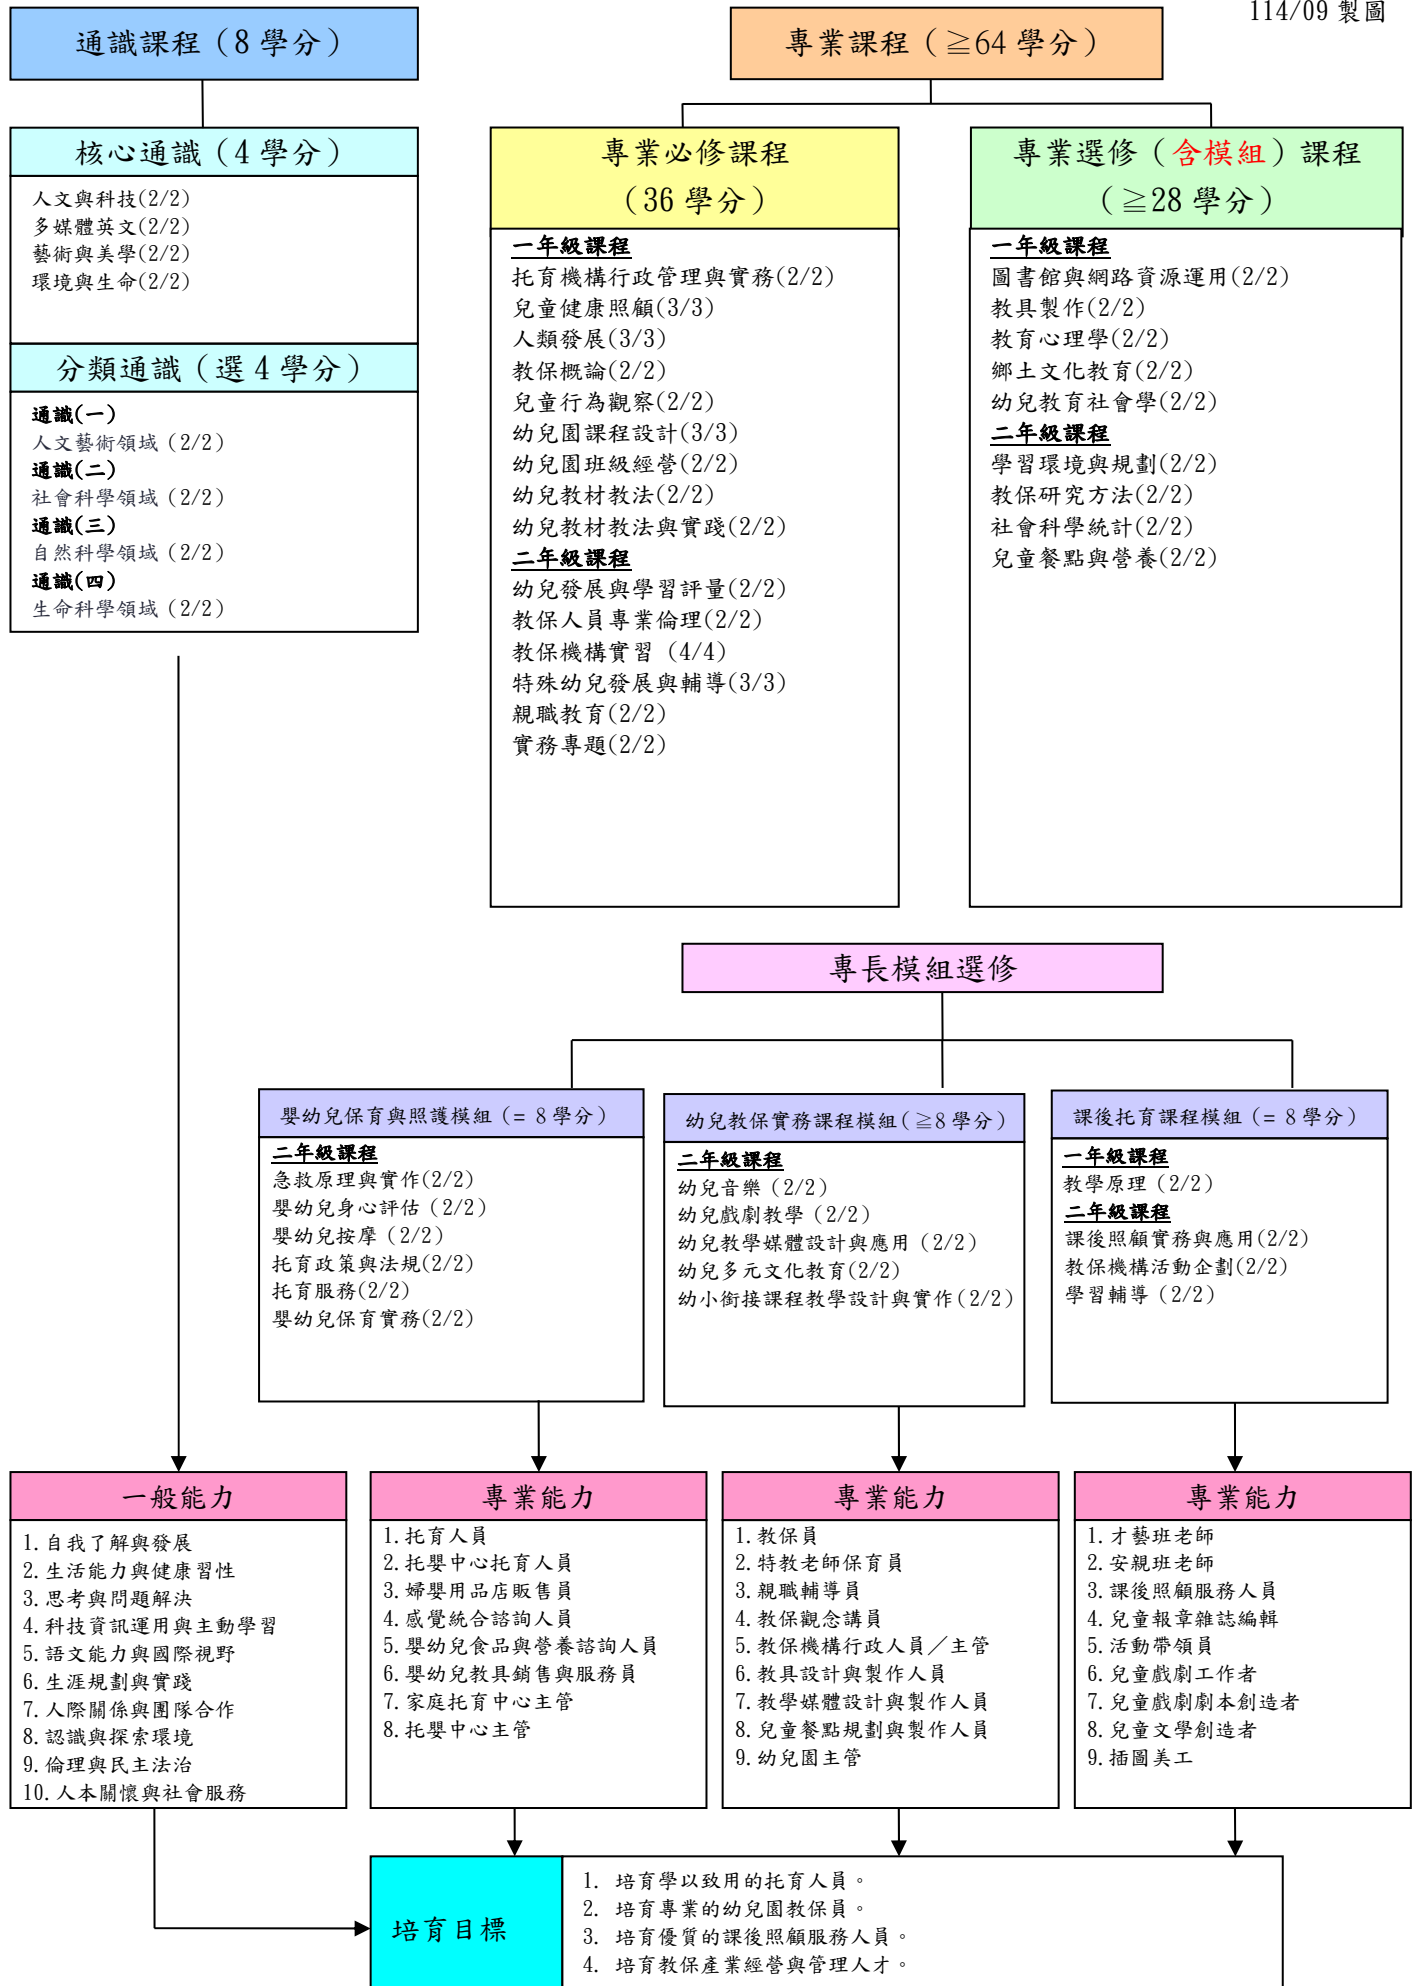 114/09 製圖
通識課程（8 學分）
專業課程（≧64 學分）
核心通識（4 學分）
人文與科技(2/2)
多媒體英文(2/2)
藝術與美學(2/2)
環境與生命(2/2)
分類通識（選 4 學分）
通識(一)
人文藝術領域（2/2）
通識(二)
社會科學領域（2/2）
通識(三)
自然科學領域（2/2）
通識(四)
生命科學領域（2/2）
專業必修課程
（36 學分）
一年級課程
托育機構行政管理與實務(2/2)
兒童健康照顧(3/3)
人類發展(3/3)
教保概論(2/2)
兒童行為觀察(2/2)
幼兒園課程設計(3/3)
幼兒園班級經營(2/2)
幼兒教材教法(2/2)
幼兒教材教法與實踐(2/2)
二年級課程
幼兒發展與學習評量(2/2)
教保人員專業倫理(2/2)
教保機構實習 (4/4)
特殊幼兒發展與輔導(3/3)
親職教育(2/2)
實務專題(2/2)
專業選修（含模組）課程
（≧28 學分）
一年級課程
圖書館與網路資源運用(2/2)
教具製作(2/2)
教育心理學(2/2)
鄉土文化教育(2/2)
幼兒教育社會學(2/2)
二年級課程
學習環境與規劃(2/2)
教保研究方法(2/2)
社會科學統計(2/2)
兒童餐點與營養(2/2)
專長模組選修
嬰幼兒保育與照護模組（= 8 學分）
二年級課程
急救原理與實作(2/2)
嬰幼兒身心評估（2/2）
嬰幼兒按摩（2/2）
托育政策與法規(2/2)
托育服務(2/2)
嬰幼兒保育實務(2/2)
幼兒教保實務課程模組（≧8 學分）
二年級課程
幼兒音樂（2/2）
幼兒戲劇教學（2/2）
幼兒教學媒體設計與應用（2/2）
幼兒多元文化教育(2/2)
幼小銜接課程教學設計與實作（2/2）
課後托育課程模組（= 8 學分）
一年級課程
教學原理（2/2）
二年級課程
課後照顧實務與應用(2/2)
教保機構活動企劃(2/2)
學習輔導（2/2）
一般能力
1.自我了解與發展
2.生活能力與健康習性
3.思考與問題解決
4.科技資訊運用與主動學習
5.語文能力與國際視野
6.生涯規劃與實踐
7.人際關係與團隊合作
8.認識與探索環境
9.倫理與民主法治
10.人本關懷與社會服務
專業能力
1.托育人員
2.托嬰中心托育人員
3.婦嬰用品店販售員
4.感覺統合諮詢人員
5.嬰幼兒食品與營養諮詢人員
6.嬰幼兒教具銷售與服務員
7.家庭托育中心主管
8.托嬰中心主管
專業能力
1.教保員
2.特教老師保育員
3.親職輔導員
4.教保觀念講員
5.教保機構行政人員／主管
6.教具設計與製作人員
7.教學媒體設計與製作人員
8.兒童餐點規劃與製作人員
9.幼兒園主管
專業能力
1.才藝班老師
2.安親班老師
3.課後照顧服務人員
4.兒童報章雜誌編輯
5.活動帶領員
6.兒童戲劇工作者
7.兒童戲劇劇本創造者
8.兒童文學創造者
9.插圖美工
培育目標
1. 培育學以致用的托育人員。
2. 培育專業的幼兒園教保員。
3. 培育優質的課後照顧服務人員。
4. 培育教保產業經營與管理人才。